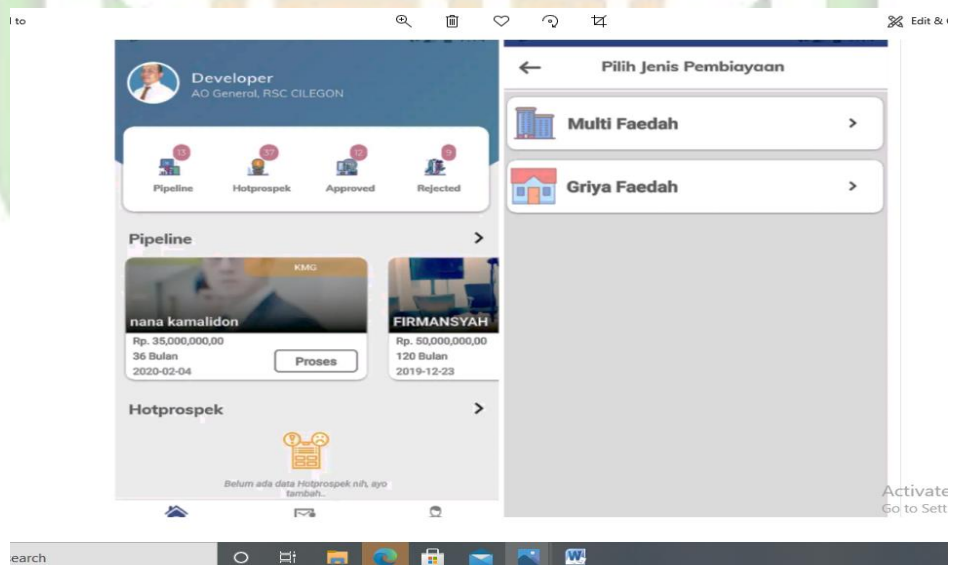 l to
Edit &
Developer
AO General, RSC CILEGON
13
37
12
9
Pipeline
Hotprospek
Approved
Rejected
Pipeline
KMG
nana kamalidon
Rp. 35,000,000,00
36 Bulan
2020-02-04
Proses
FIRMANSYAH
Rp. 50,000,000,00
120 Bulan
2019-12-23
Hotprospek
Belum ada data Hotprospek nih, ayo
tambah..
Pilih Jenis Pembiayaan
Multi Faedah
Griya Faedah
Activate
Go to Sett
earch